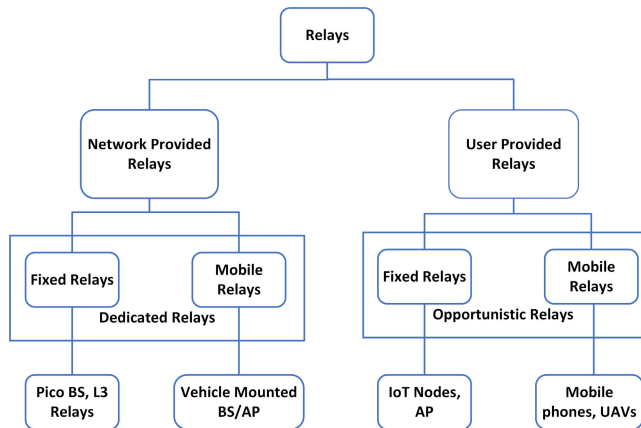 Relays
Network Provided
Relays
User Provided
Relays
Fixed Relays
Mobile
Relays
Dedicated Relays
Fixed Relays
Mobile
Relays
Opportunistic Relays
Pico BS, L3
Relays
Vehicle Mounted
BS/AP
IoT Nodes,
AP
Mobile
phones, UAVs